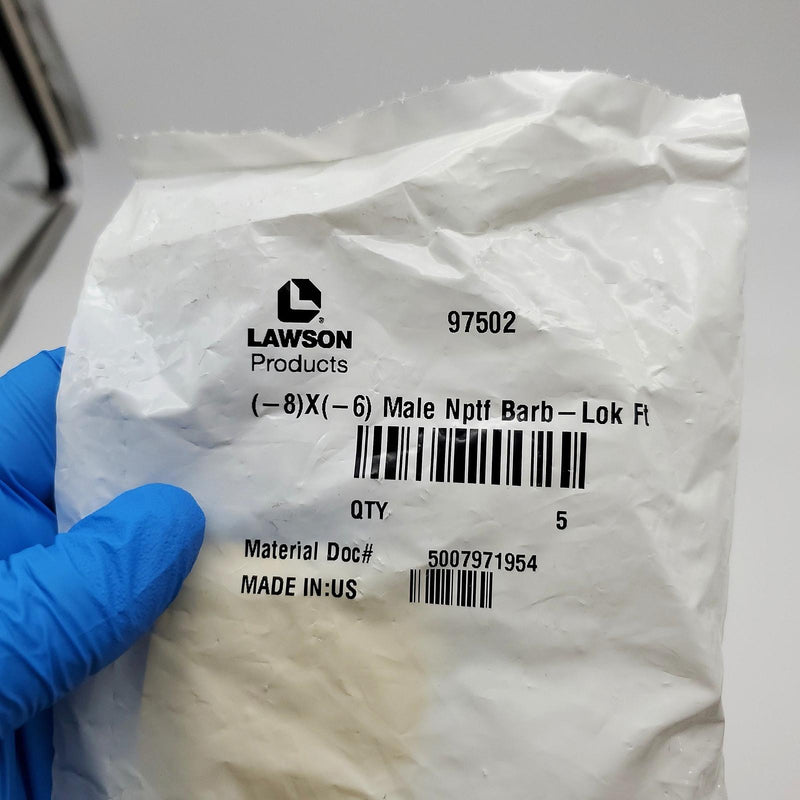 LAWSON®
Products
97502
(-8)X(-6) Male Nptf Barb-Lok Ft
QTY 5
Material Doc# 5007971954
MADE IN:US